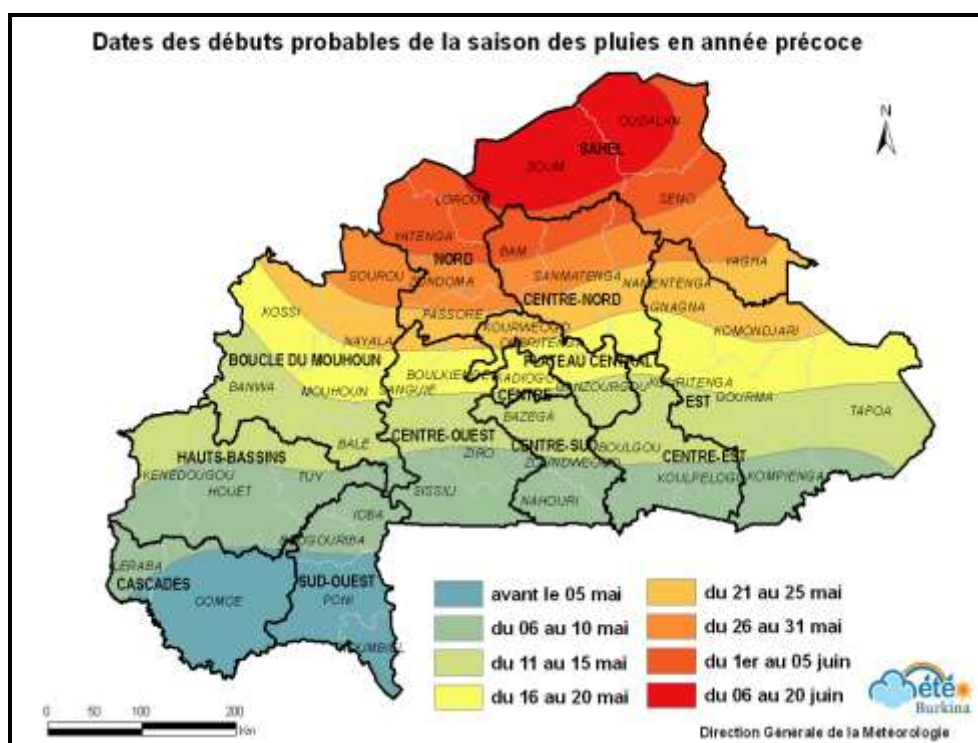 Dates des débuts probables de la saison des pluies en année précoce
N
OUDALAN
SAHEL
SOUM
LOROUM
SENO
YATENGA
BAM
NORD
YAGHA
SOUROU
ZONDOMA
SANMATENGA
NAMENTENGA
CENTRE-NORD
GNAGNA
KOSSI
PASSORE
KOURWEOGO
KOMONDJARI
NAYALA
OUBRITENGA
BOUCLE DU MOUHOUN
PLATEAU CENTRAL
BOULKIEMDE
KADIOGO
BANWA
MOUHOUN
SANGUIE
GANZOURGOU
KOURITENGA
CENTRE
EST
GOURMA
TAPOA
BAZEGA
BALE
CENTRE-OUEST
CENTRE-SUD
BOULGOU
HAUTS-BASSINS
ZIRO
CENTRE-EST
ZOUNDWEOGO
KENEDOUGOU
TUY
KOULPELOGO
KOMPIENGA
HOUET
SISSILI
NAHOURI
IOBA
BOUGOURIBA
LERABA
CASCADES
SUD-OUEST
COMOE
PONI
NOUMBIEL
avant le 05 mai
du 06 au 10 mai
du 11 au 15 mai
du 16 au 20 mai
du 21 au 25 mai
du 26 au 31 mai
du 1er au 05 juin
du 06 au 20 juin
0 50 100 200
Km
été
Burkina
Direction Générale de la Météorologie